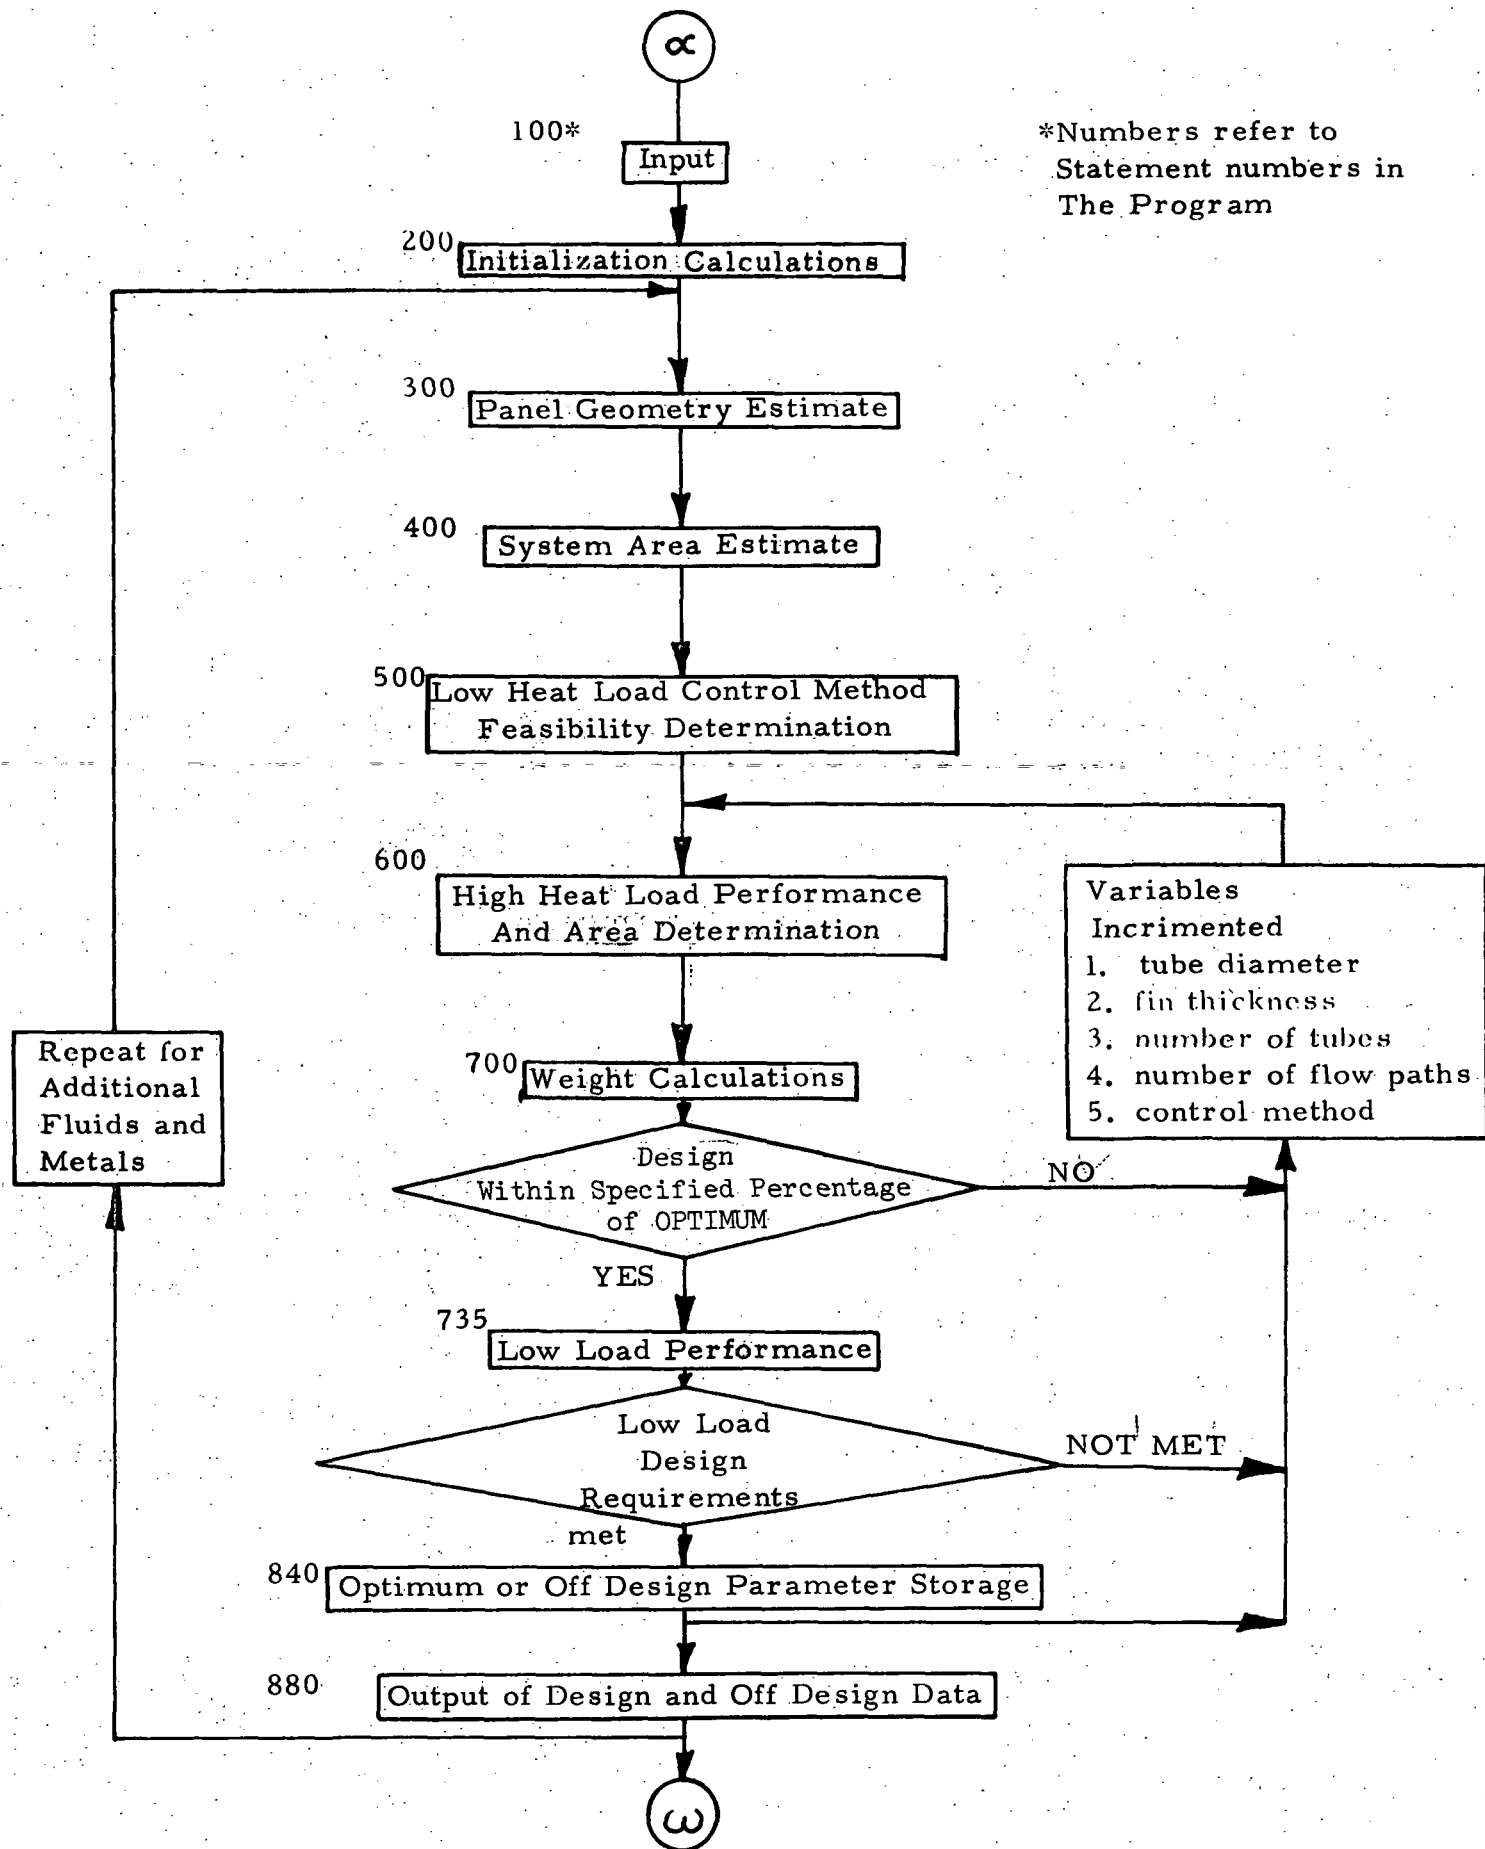 ∝
100*
Input
*Numbers refer to
Statement numbers in
The Program
200
Initialization Calculations
300
Panel Geometry Estimate
400
System Area Estimate
500
Low Heat Load Control Method
Feasibility Determination
600
High Heat Load Performance
And Area Determination
Variables
Incrimented
1. tube diameter
2. fin thickness
3. number of tubes
4. number of flow paths
5. control method
Repeat for
Additional
Fluids and
Metals
700
Weight Calculations
Design
Within Specified Percentage
of OPTIMUM
NO
YES
735
Low Load Performance
Low Load
Design
Requirements
NOT MET
met
840
Optimum or Off Design Parameter Storage
880
Output of Design and Off Design Data
ω